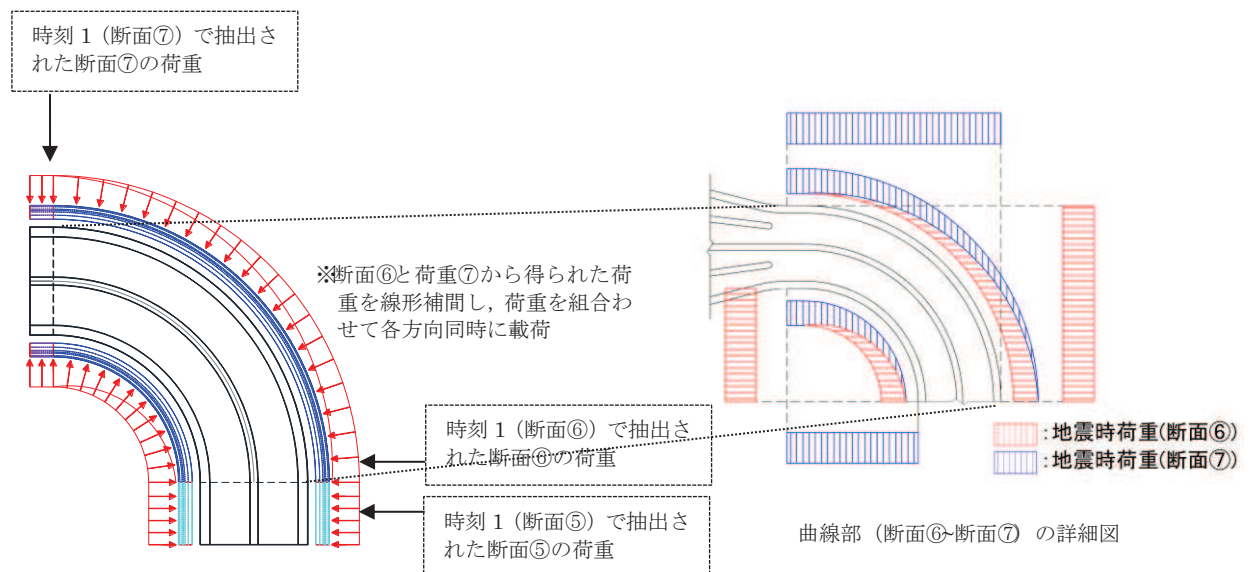 時刻 1（断面⑦）で抽出さ
れた断面⑦の荷重
※断面⑥と荷重⑦から得られた荷
重を線形補間し，荷重を組合わ
せて各方向同時に載荷
時刻 1（断面⑥）で抽出さ
れた断面⑥の荷重
時刻 1（断面⑤）で抽出さ
れた断面⑤の荷重
:地震時荷重(断面⑥)
:地震時荷重(断面⑦)
曲線部（断面⑥~断面⑦）の詳細図